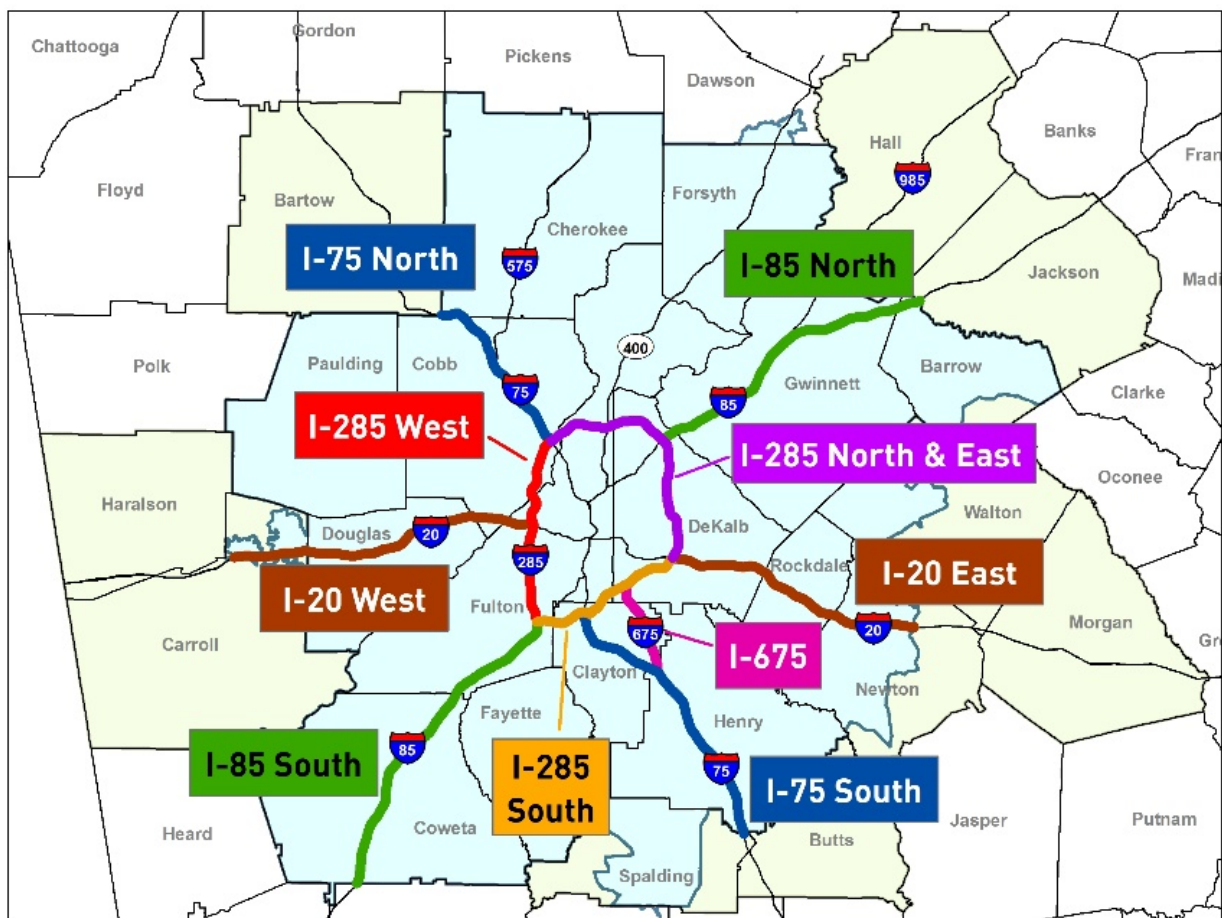 Chattooga
Gordon
Pickens
Dawson
Banks
Hall
Fran
Floyd
985
Bartow
Forsyth
Cherokee
I-75 North
I-85 North
575
Jackson
Madi
400
Polk
Paulding
Cobb
Barrow
Gwinnett
75
85
Clarke
I-285 West
I-285 North & East
Oconee
Haralson
Walton
Douglas
20
DeKalb
285
Rockdale
I-20 East
I-20 West
Fulton
Morgan
20
675
Gr
Carroll
I-675
Clayton
Newton
Fayette
Henry
85
I-85 South
I-285
South
75
I-75 South
Heard
Coweta
Jasper
Putnam
Butts
Spalding